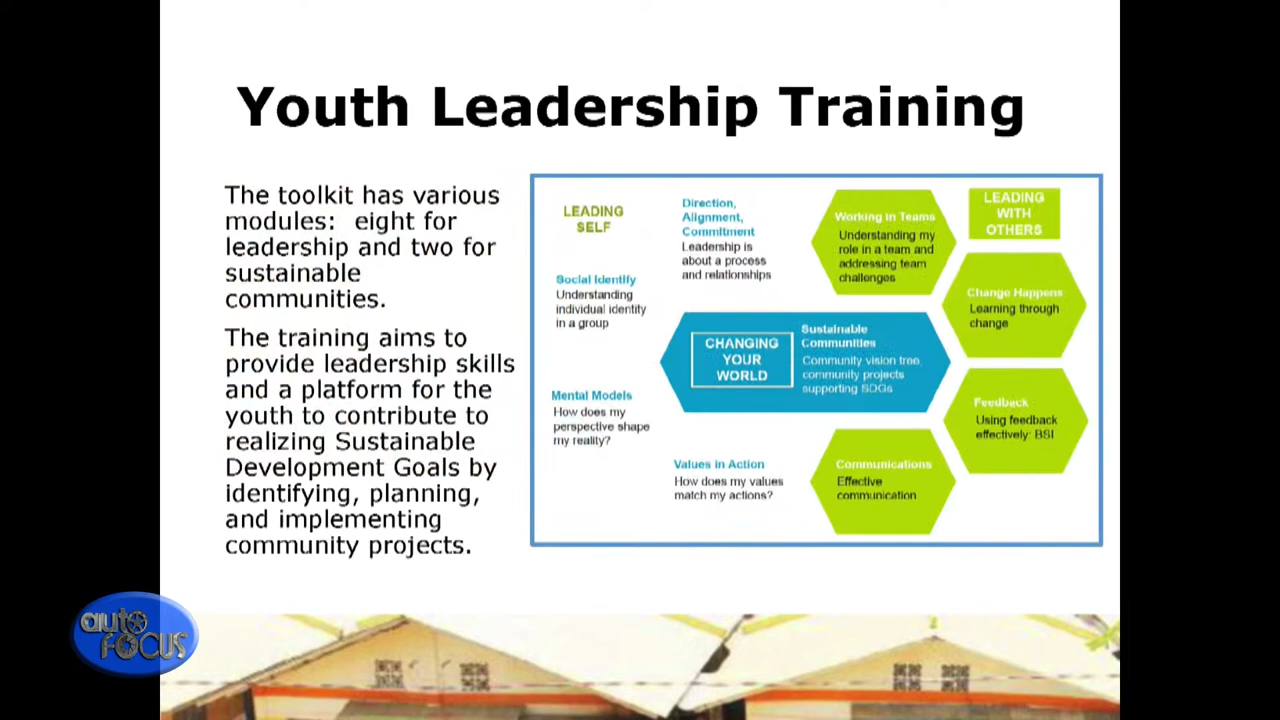 Youth Leadership Training
The toolkit has various
modules: eight for
leadership and two for
sustainable
communities.
The training aims to
provide leadership skills
and a platform for the
youth to contribute to
realizing Sustainable
Development Goals by
identifying, planning,
and implementing
community projects.
LEADING
SELF
Social Identify
Understanding
individual identity
in a group
Mental Models
How does my
perspective shape
my reality?
Direction,
Alignment,
Commitment
Leadership is
about a process
and relationships
CHANGING
YOUR
WORLD
Sustainable
Communities
Community vision tree,
community projects
supporting SDGs
Values in Action
How does my values
match my actions?
Working in Teams
Understanding my
role in a team and
addressing team
challenges
LEADING
WITH
OTHERS
Change Happens
Learning through
change
Feedback
Using feedback
effectively: BSI
Communications
Effective
communication
auto
FOCUS